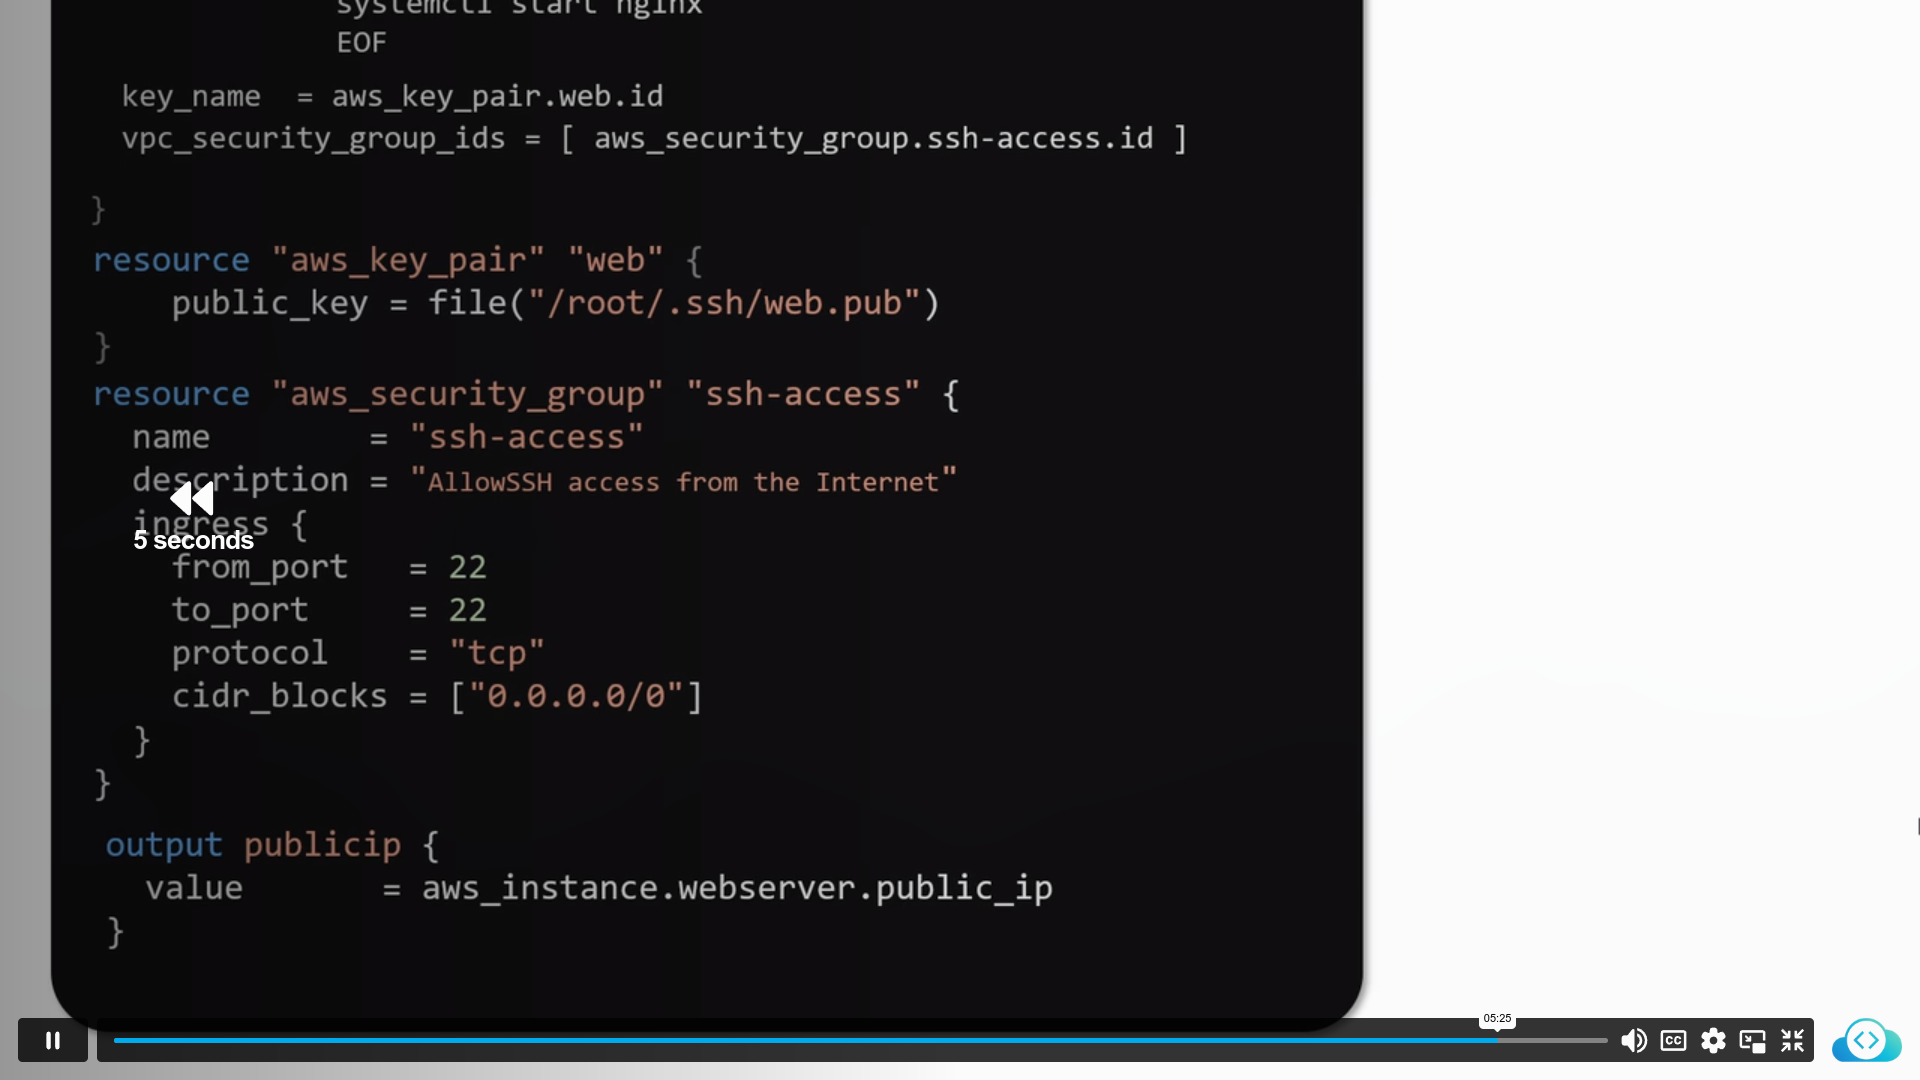 systemctl start nginx
EOF
key_name = aws_key_pair.web.id
vpc_security_group_ids = [ aws_security_group.ssh-access.id ]
}
resource "aws_key_pair" "web" {
public_key = file("/root/.ssh/web.pub")
}
resource "aws_security_group" "ssh-access" {
name = "ssh-access"
description = "AllowSSH access from the Internet"
ingress {
5 seconds
from_port = 22
to_port = 22
protocol = "tcp"
cidr_blocks = ["0.0.0.0/0"]
}
}
output publicip {
value = aws_instance.webserver.public_ip
}
05:25
CC